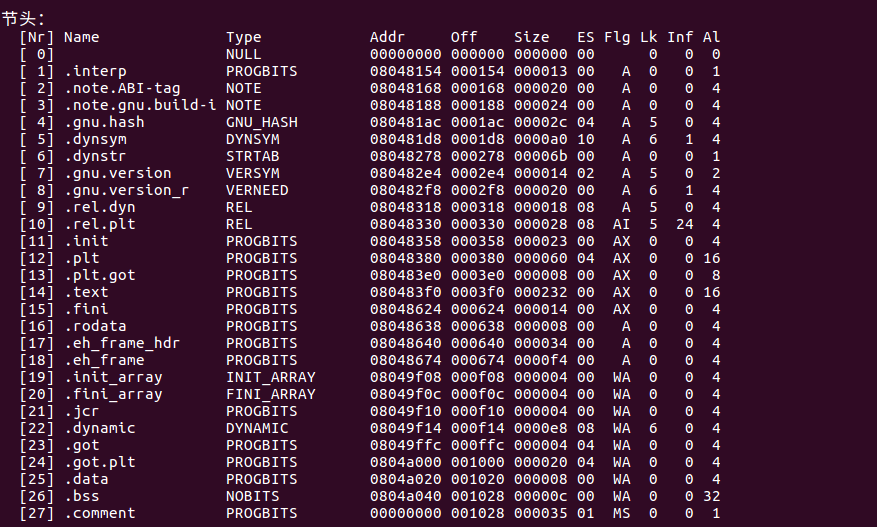 节头：
  [Nr] Name              Type            Addr     Off    Size   ES Flg Lk Inf Al
  [ 0]                   NULL            00000000 000000 000000 00      0   0  0
  [ 1] .interp           PROGBITS        08048154 000154 000013 00   A  0   0  1
  [ 2] .note.ABI-tag     NOTE            08048168 000168 000020 00   A  0   0  4
  [ 3] .note.gnu.build-i NOTE            08048188 000188 000024 00   A  0   0  4
  [ 4] .gnu.hash         GNU_HASH        080481ac 0001ac 00002c 04   A  5   0  4
  [ 5] .dynsym           DYNSYM          080481d8 0001d8 0000a0 10   A  6   1  4
  [ 6] .dynstr           STRTAB          08048278 000278 00006b 00   A  0   0  1
  [ 7] .gnu.version      VERSYM          080482e4 0002e4 000014 02   A  5   0  2
  [ 8] .gnu.version_r    VERNEED         080482f8 0002f8 000020 00   A  6   1  4
  [ 9] .rel.dyn          REL             08048318 000318 000018 08   A  5   0  4
  [10] .rel.plt          REL             08048330 000330 000028 08  AI  5  24  4
  [11] .init             PROGBITS        08048358 000358 000023 00  AX  0   0  4
  [12] .plt              PROGBITS        08048380 000380 000060 04  AX  0   0 16
  [13] .plt.got          PROGBITS        080483e0 0003e0 000008 00  AX  0   0  8
  [14] .text             PROGBITS        080483f0 0003f0 000232 00  AX  0   0 16
  [15] .fini             PROGBITS        08048624 000624 000014 00  AX  0   0  4
  [16] .rodata           PROGBITS        08048638 000638 000008 00   A  0   0  4
  [17] .eh_frame_hdr     PROGBITS        08048640 000640 000034 00   A  0   0  4
  [18] .eh_frame         PROGBITS        08048674 000674 0000f4 00   A  0   0  4
  [19] .init_array       INIT_ARRAY      08049f08 000f08 000004 00  WA  0   0  4
  [20] .fini_array       FINI_ARRAY      08049f0c 000f0c 000004 00  WA  0   0  4
  [21] .jcr              PROGBITS        08049f10 000f10 000004 00  WA  0   0  4
  [22] .dynamic          DYNAMIC         08049f14 000f14 0000e8 08  WA  6   0  4
  [23] .got              PROGBITS        08049ffc 000ffc 000004 04  WA  0   0  4
  [24] .got.plt          PROGBITS        0804a000 001000 000020 04  WA  0   0  4
  [25] .data             PROGBITS        0804a020 001020 000008 00  WA  0   0  4
  [26] .bss              NOBITS          0804a040 001028 00000c 00  WA  0   0 32
  [27] .comment          PROGBITS        00000000 001028 000035 01  MS  0   0  1